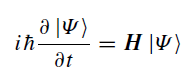 iħ ∂ |Ψ⟩ / ∂t = H |Ψ⟩